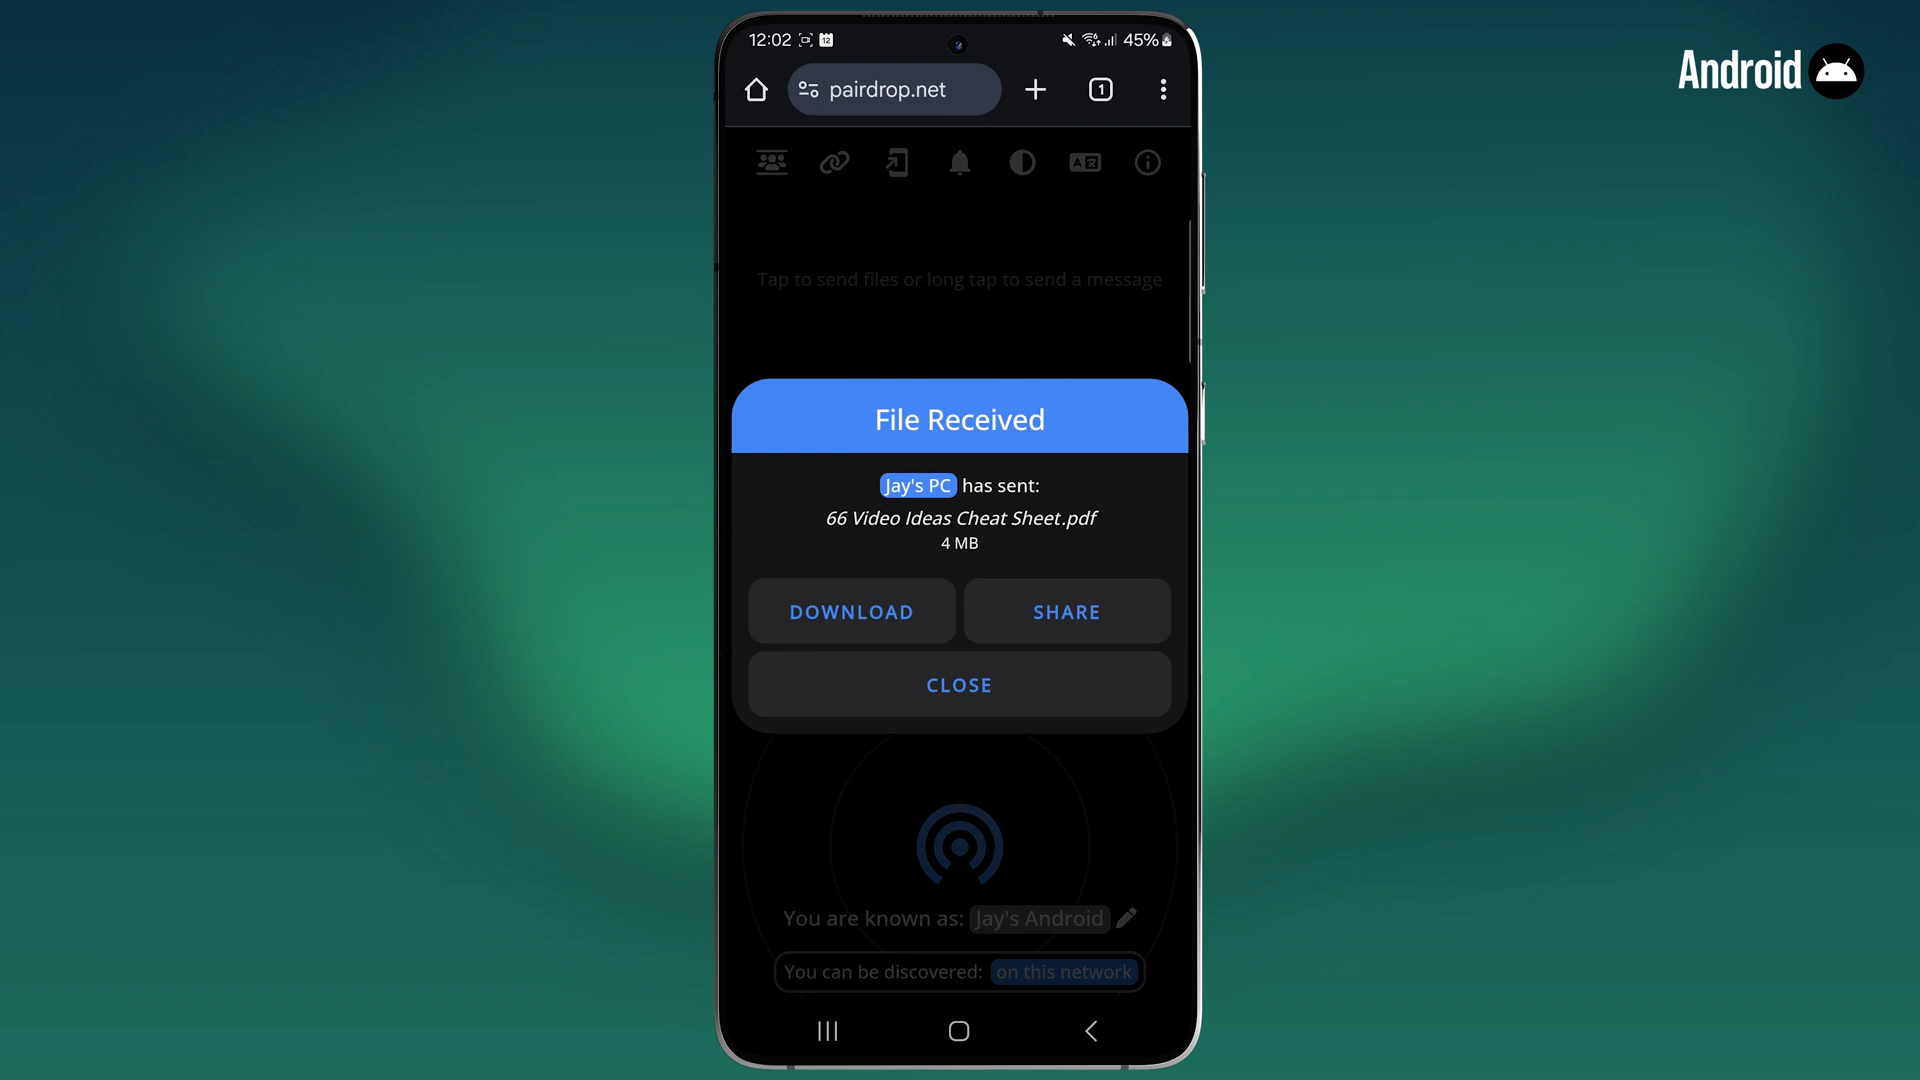 12:02
12
45%
Android
pairdrop.net
1
Tap to send files or long tap to send a message
File Received
Jay's PC has sent:
66 Video Ideas Cheat Sheet.pdf
4 MB
DOWNLOAD
SHARE
CLOSE
You are known as: Jay's Android
You can be discovered: on this network